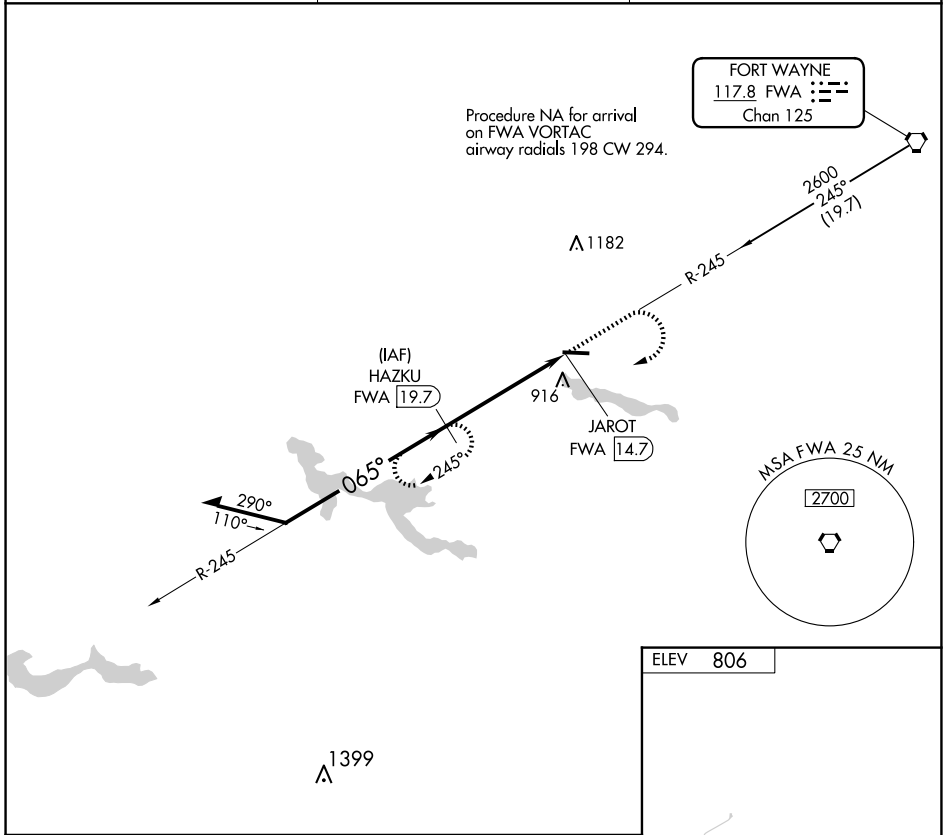 FORT WAYNE
117.8 FWA
Chan 125
Procedure NA for arrival
on FWA VORTAC
airway radials 198 CW 294.
2600
245°
(19.7)
1182
R-245
(IAF)
HAZKU
FWA 19.7
916
JAROT
FWA 14.7
245°
065°
290°
110°
R-245
MSA FWA 25 NM
2700
ELEV 806
1399